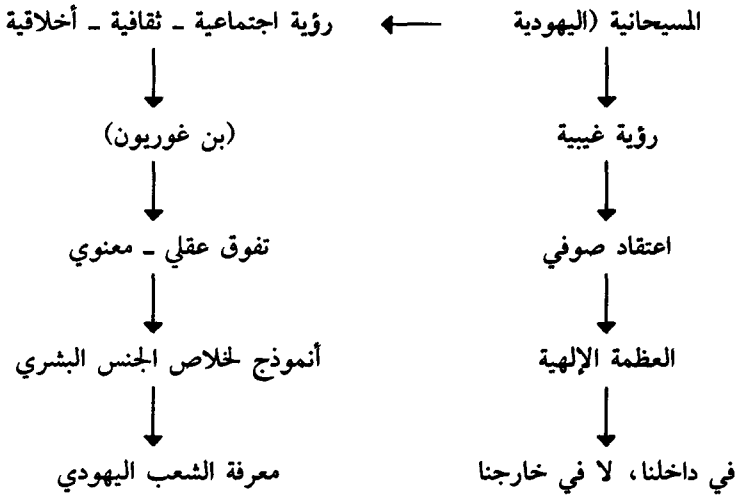 المسيحانية (اليهودية ← رؤية اجتماعية ـ ثقافية ـ أخلاقية
رؤية غيبية
(بن غوريون)
اعتقاد صوفي
تفوق عقلي ـ معنوي
العظمة الإلهية
أنموذج لخلاص الجنس البشري
في داخلنا، لا في خارجنا
معرفة الشعب اليهودي